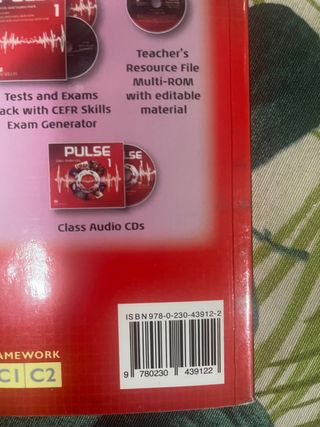 1
Teacher's
Resource File
Multi-ROM
with editable
material
Tests and Exams
ack with CEFR Skills
Exam Generator
PULSE
1
Class Audio CDs
ISBN 978-0-230-43912-2
9 780230 439122
AMEWORK
C1 C2